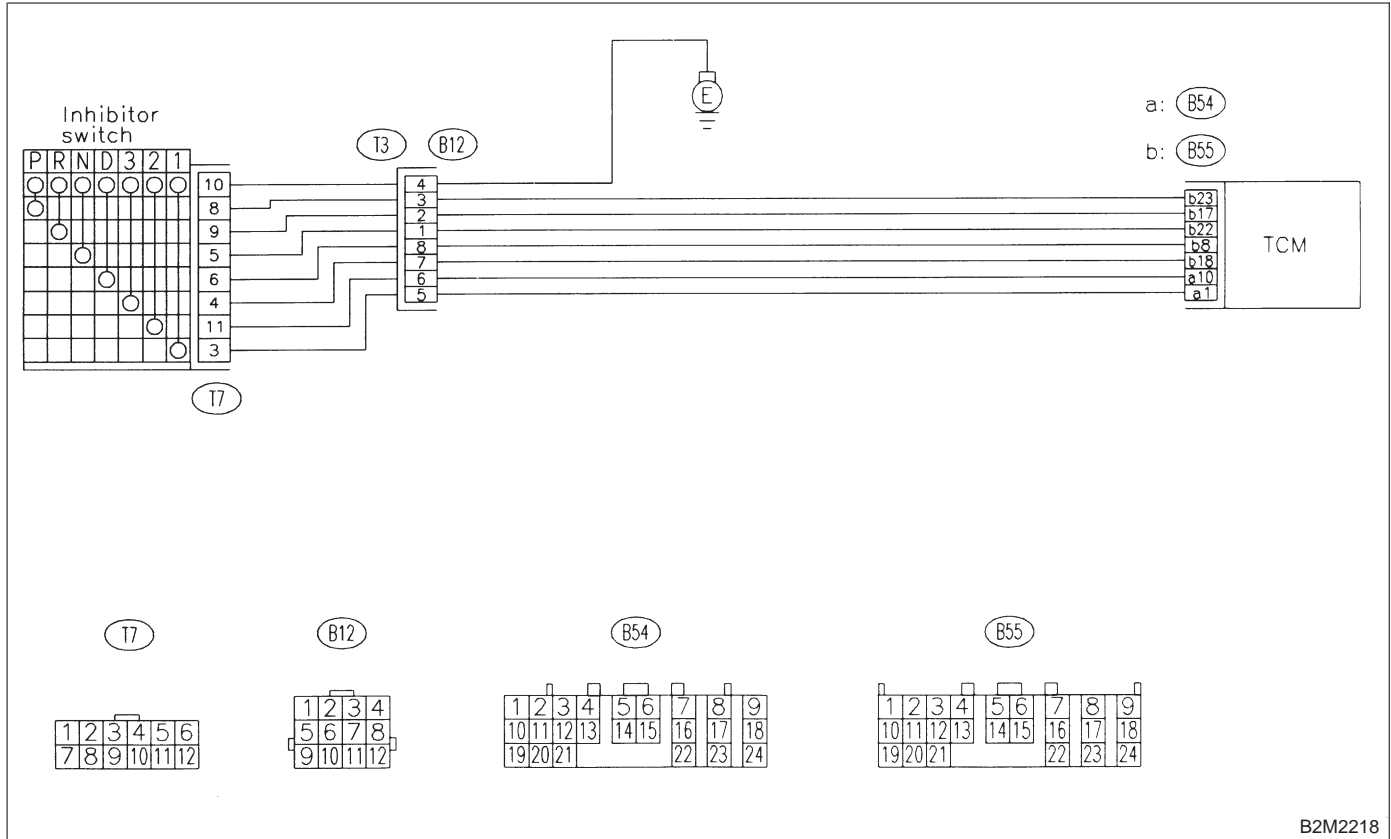 E
a: B54
Inhibitor
switch
T3 B12
b: B55
P R N D 3 2 1
10 4
8 3 b23
9 2 b17
5 1 b22
6 8 b8
4 7 b18
11 6 a10
3 5 a1
TCM
T7
T7 B12 B54 B55
1 2 3 4 5 6
7 8 9 10 11 12
1 2 3 4
5 6 7 8
9 10 11 12
1 2 3 4 5 6 7 8 9
10 11 12 13 14 15 16 17 18
19 20 21 22 23 24
1 2 3 4 5 6 7 8 9
10 11 12 13 14 15 16 17 18
19 20 21 22 23 24
B2M2218